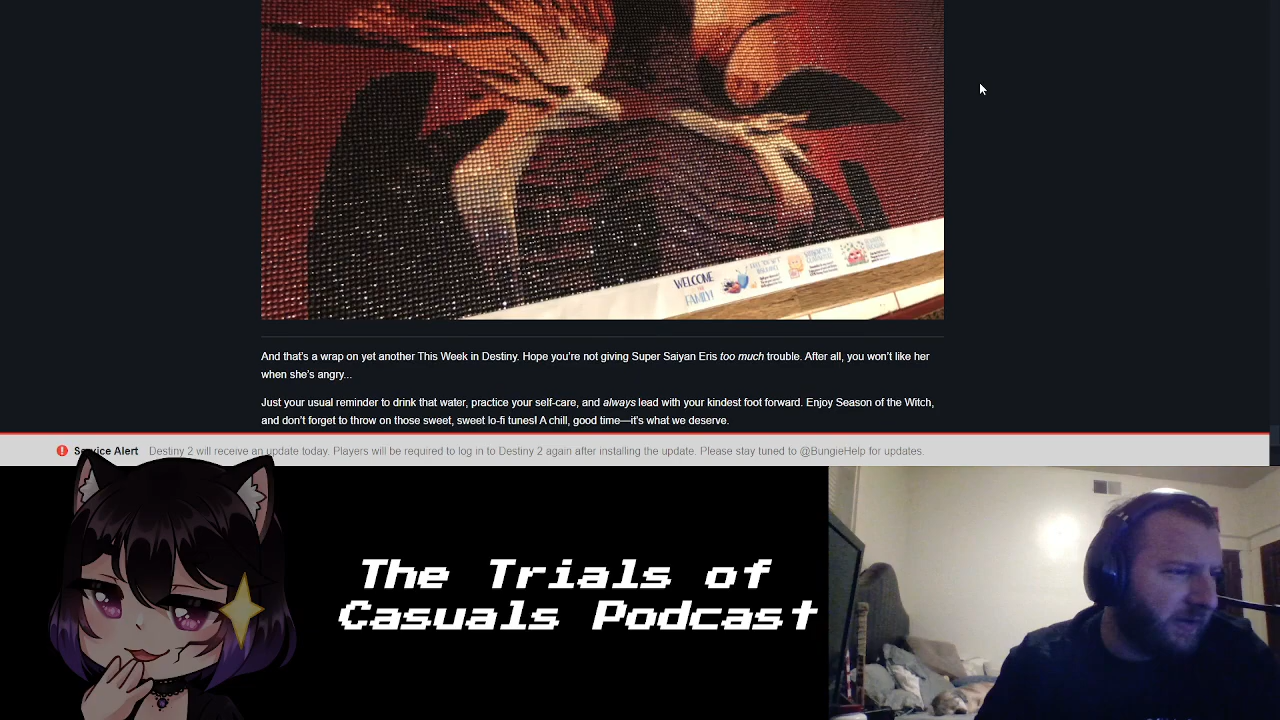 WELCOME
FAMILY!
And that's a wrap on yet another This Week in Destiny. Hope you're not giving Super Saiyan Eris too much trouble. After all, you won't like her
when she's angry...
Just your usual reminder to drink that water, practice your self-care, and always lead with your kindest foot forward. Enjoy Season of the Witch,
and don't forget to throw on those sweet, sweet lo-fi tunes! A chill, good time—it's what we deserve.
Service Alert Destiny 2 will receive an update today. Players will be required to log in to Destiny 2 again after installing the update. Please stay tuned to @BungieHelp for updates.
The Trials of
Casuals Podcast